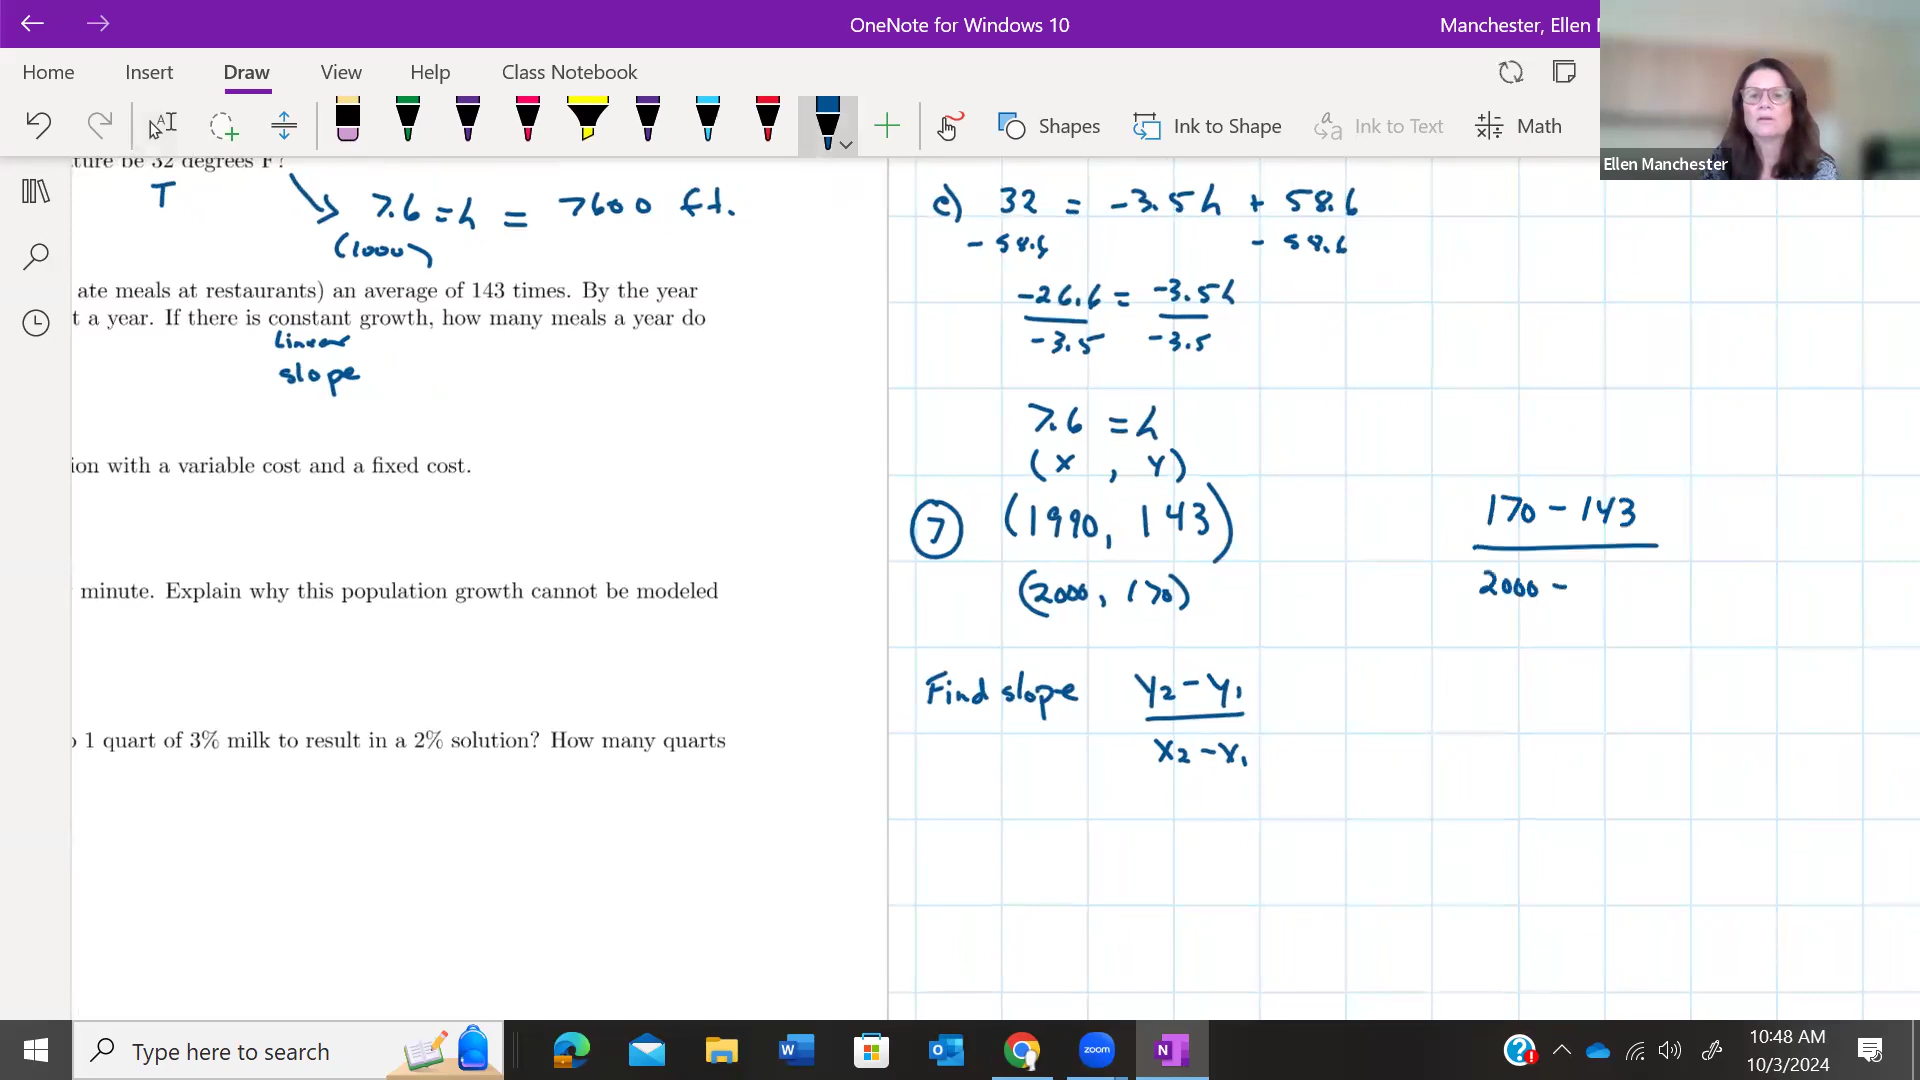 OneNote for Windows 10
Manchester, Ellen
Home Insert Draw View Help Class Notebook
Shapes Ink to Shape Ink to Text Math
Ellen Manchester
ture be 32 degrees F?
T
7.6 = h = 7600 ft.
(1000)
ate meals at restaurants) an average of 143 times. By the year
t a year. If there is constant growth, how many meals a year do
Linear
slope
ion with a variable cost and a fixed cost.
minute. Explain why this population growth cannot be modeled
1 quart of 3% milk to result in a 2% solution? How many quarts
c) 32 = -3.5h + 58.6
- 58.6 - 58.6
-26.6 = -3.5h
-3.5 -3.5
7.6 = h
(x , y)
7 (1990, 143)
(2000, 170)
170 - 143
2000 -
Find slope y2 - y1
x2 - x1
Type here to search
10:48 AM
10/3/2024